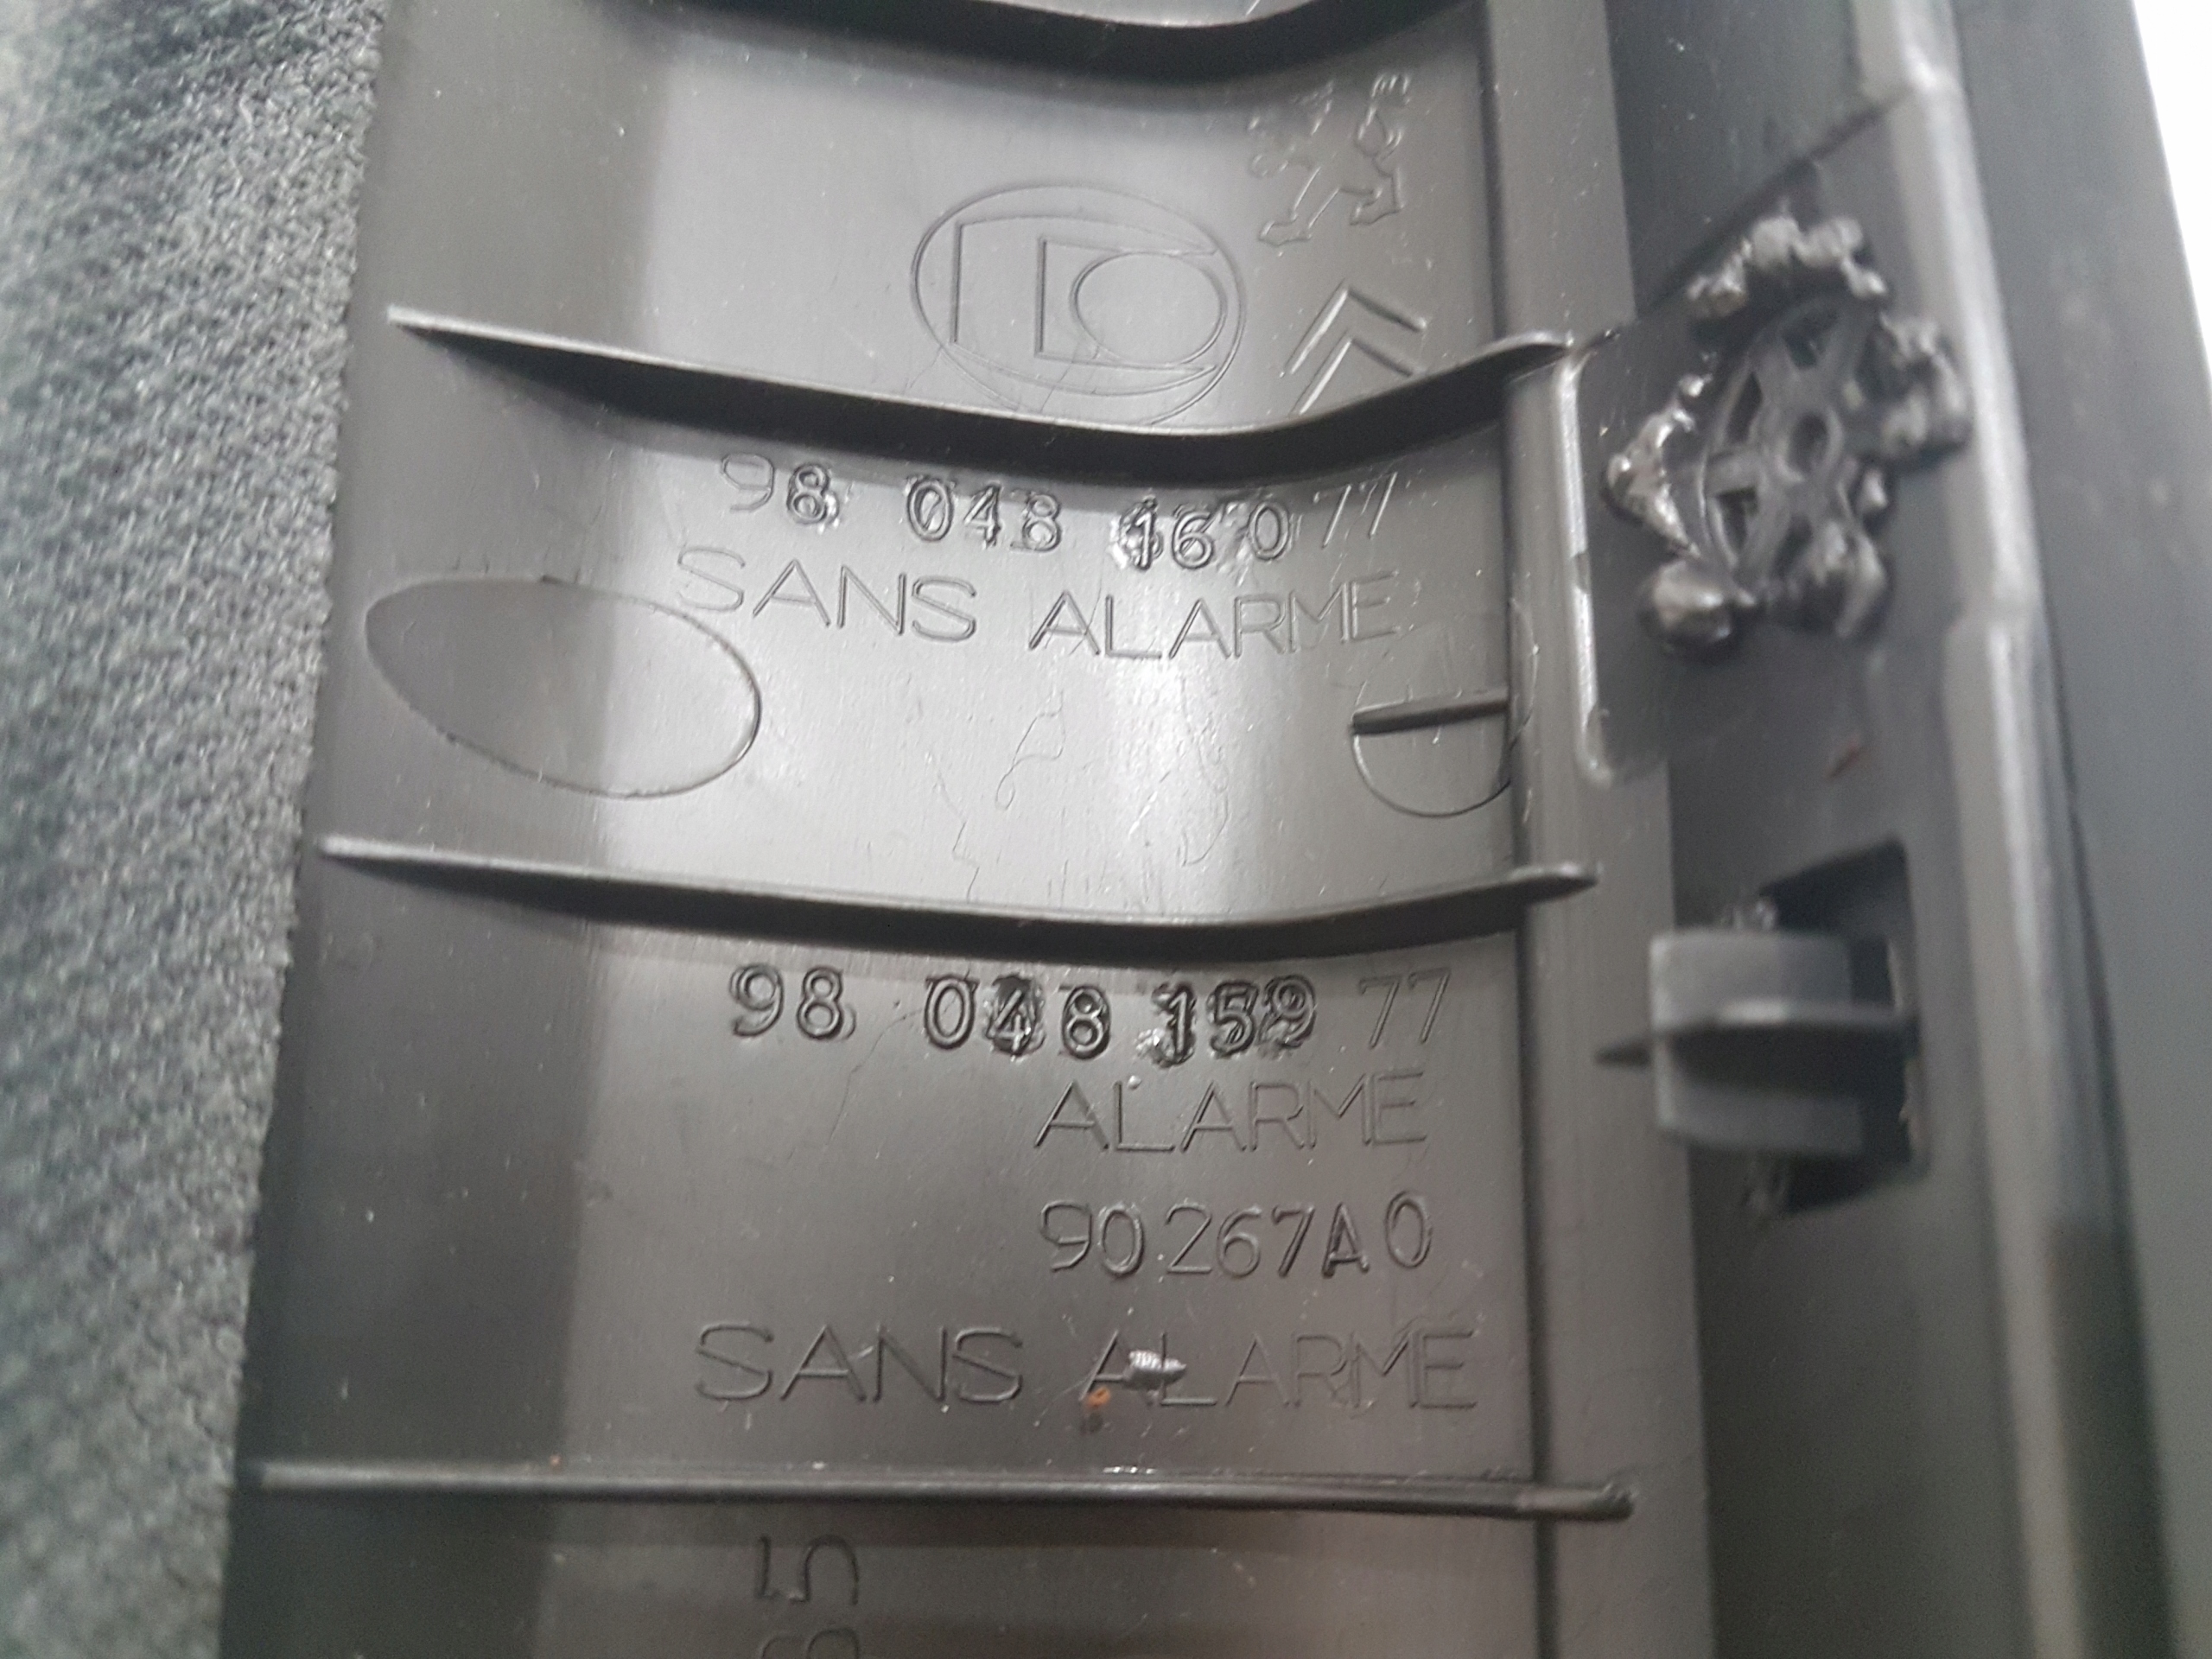 98 048 160 77
SANS ALARME
98 048 159 77
ALARME
90267A0
SANS ALARME